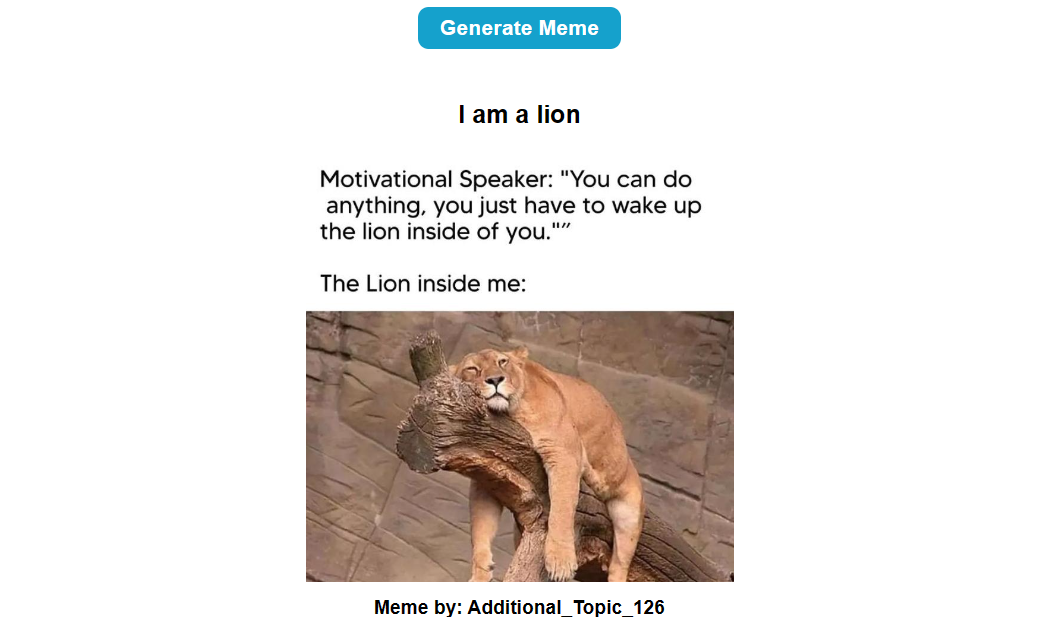 Generate Meme
I am a lion
Motivational Speaker: "You can do
anything, you just have to wake up
the lion inside of you."”
The Lion inside me:
Meme by: Additional_Topic_126